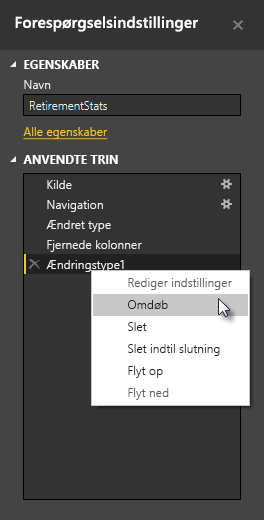 Forespørgselsindstillinger
EGENSKABER
Navn
RetirementStats
Alle egenskaber
ANVENDTE TRIN
Kilde
Navigation
Ændret type
Fjernede kolonner
Ændringstype1
Rediger indstillinger
Omdøb
Slet
Slet indtil slutning
Flyt op
Flyt ned